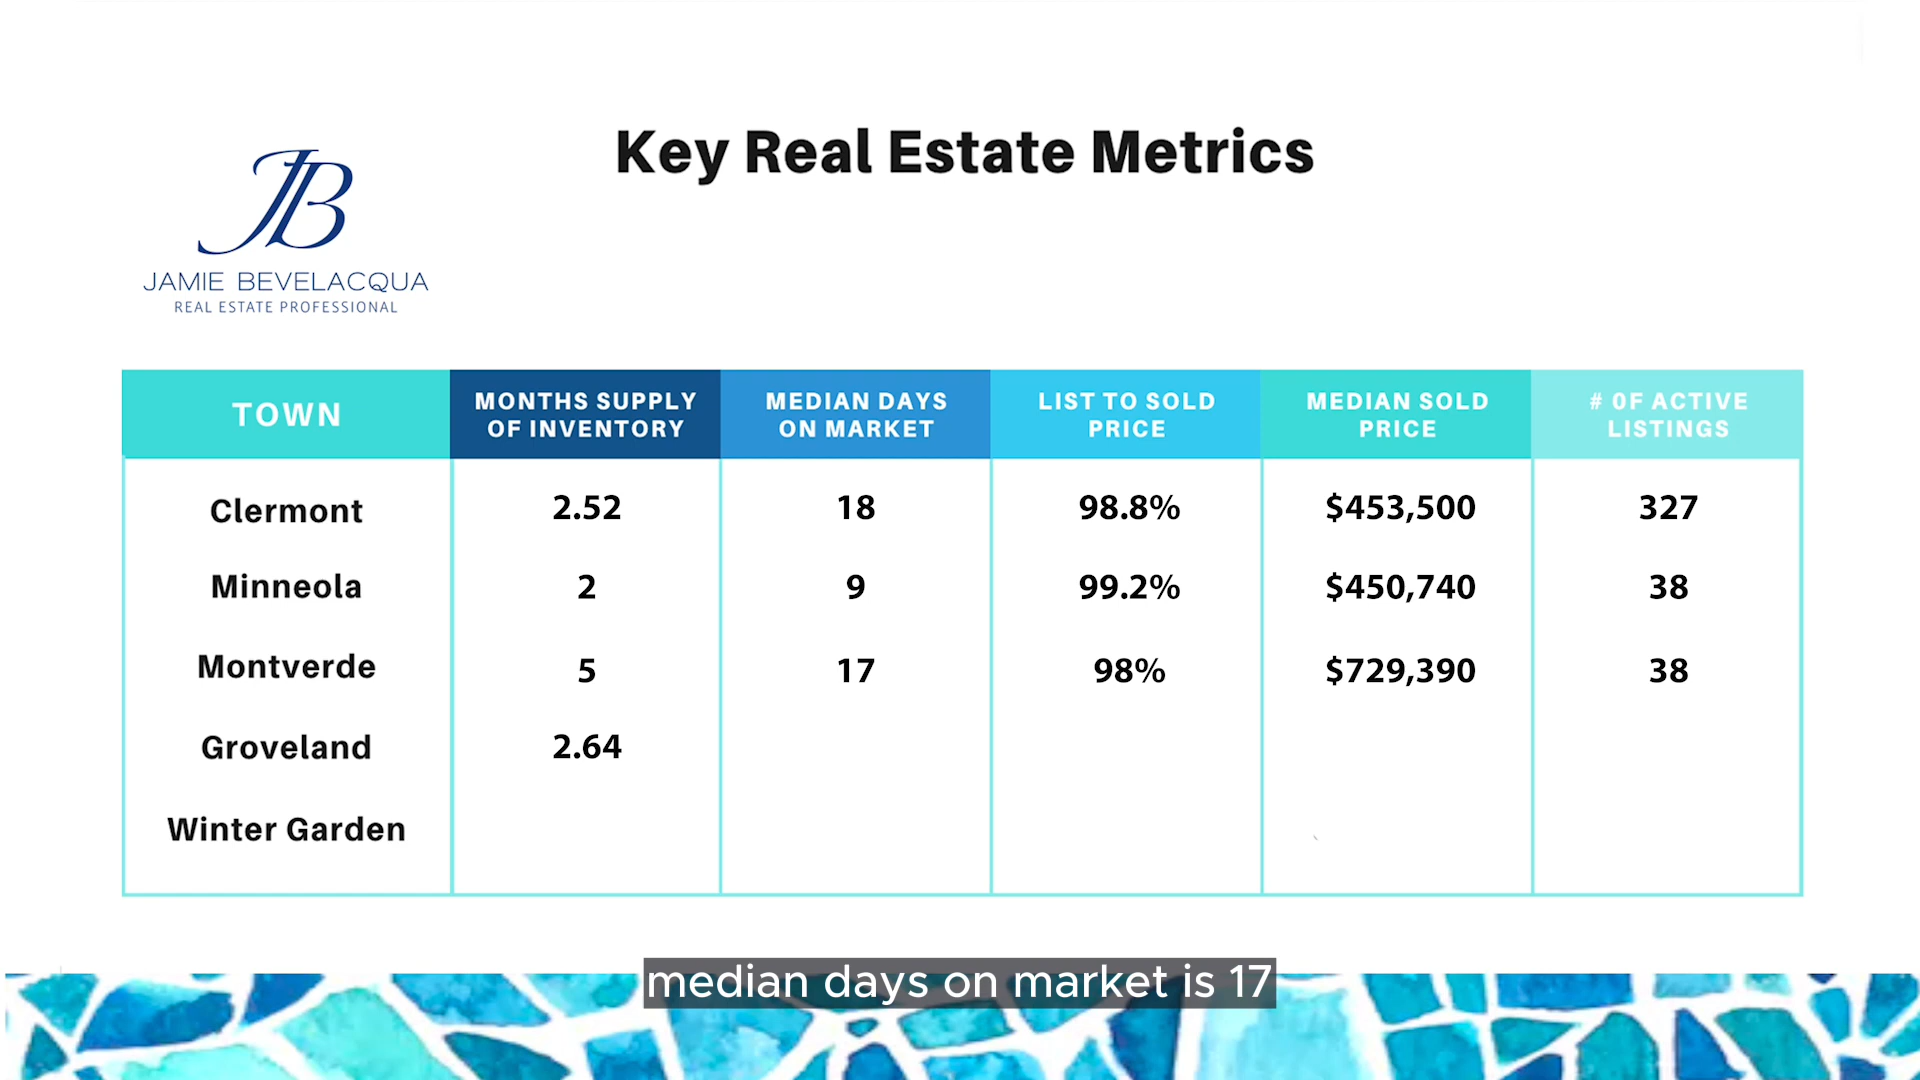 Key Real Estate Metrics
JB
JAMIE BEVELACQUA
REAL ESTATE PROFESSIONAL
TOWN MONTHS SUPPLY OF INVENTORY MEDIAN DAYS ON MARKET LIST TO SOLD PRICE MEDIAN SOLD PRICE # 0F ACTIVE LISTINGS
Clermont 2.52 18 98.8% $453,500 327
Minneola 2 9 99.2% $450,740 38
Montverde 5 17 98% $729,390 38
Groveland 2.64
Winter Garden
median days on market is 17